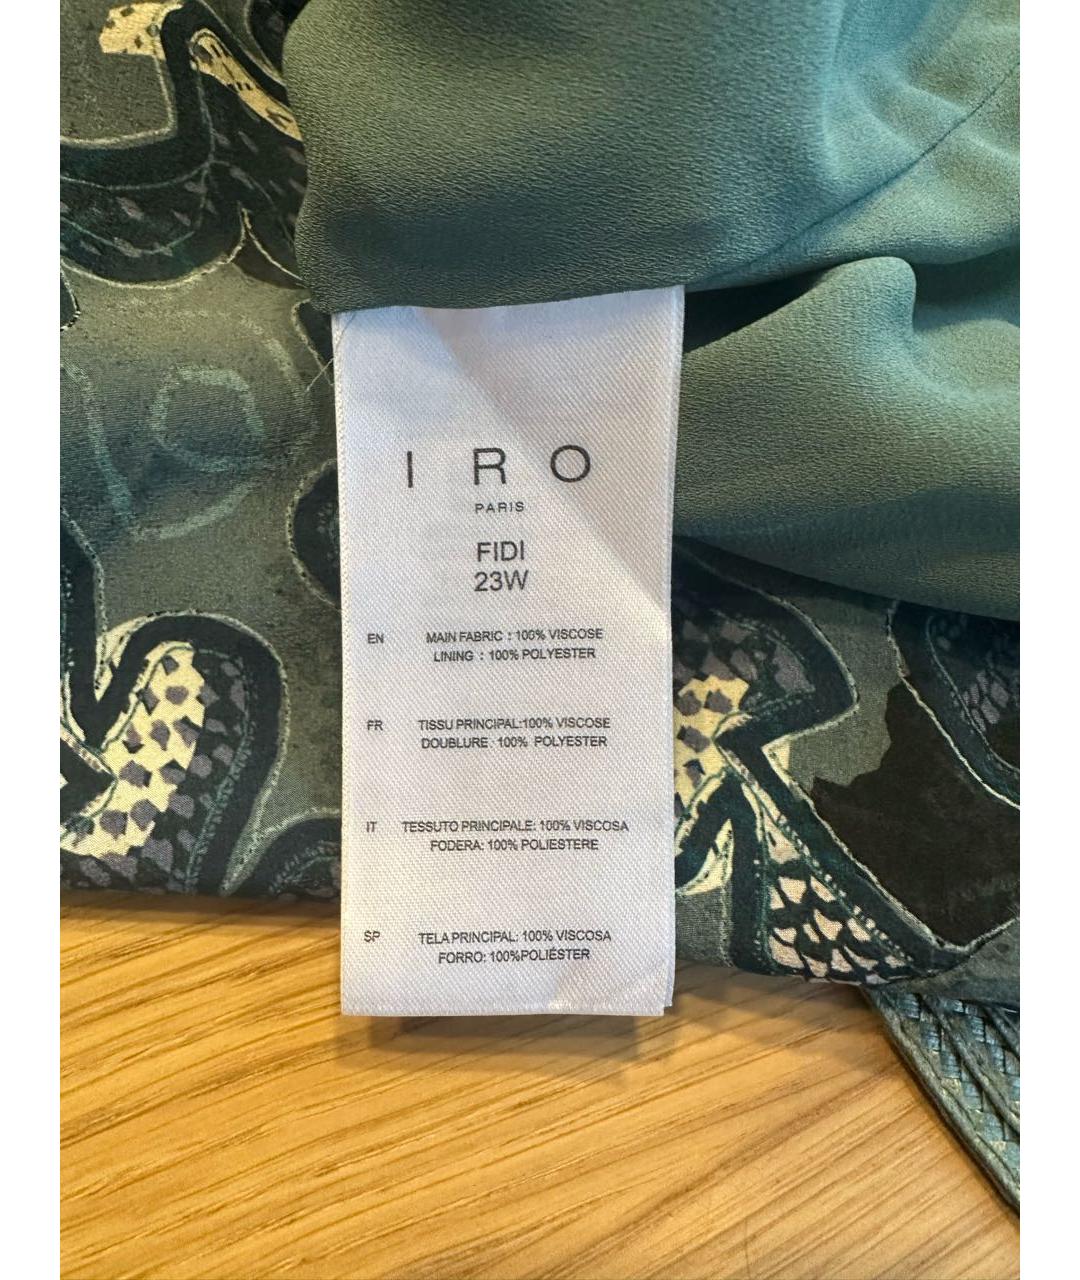 IRO
PARIS
FIDI
23W
EN MAIN FABRIC : 100% VISCOSE
LINING : 100% POLYESTER
FR TISSU PRINCIPAL:100% VISCOSE
DOUBLURE : 100% POLYESTER
IT TESSUTO PRINCIPALE: 100% VISCOSA
FODERA: 100% POLIESTERE
SP TELA PRINCIPAL: 100% VISCOSA
FORRO: 100%POLIÉSTER